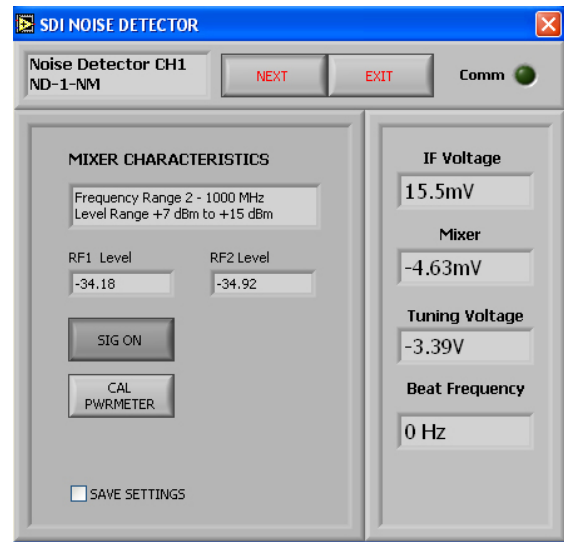 SDI NOISE DETECTOR
Noise Detector CH1
ND-1-NM
NEXT
EXIT
Comm
MIXER CHARACTERISTICS
Frequency Range 2 - 1000 MHz
Level Range +7 dBm to +15 dBm
RF1 Level
RF2 Level
-34.18
-34.92
SIG ON
CAL
PWRMETER
SAVE SETTINGS
IF Voltage
15.5mV
Mixer
-4.63mV
Tuning Voltage
-3.39V
Beat Frequency
0 Hz